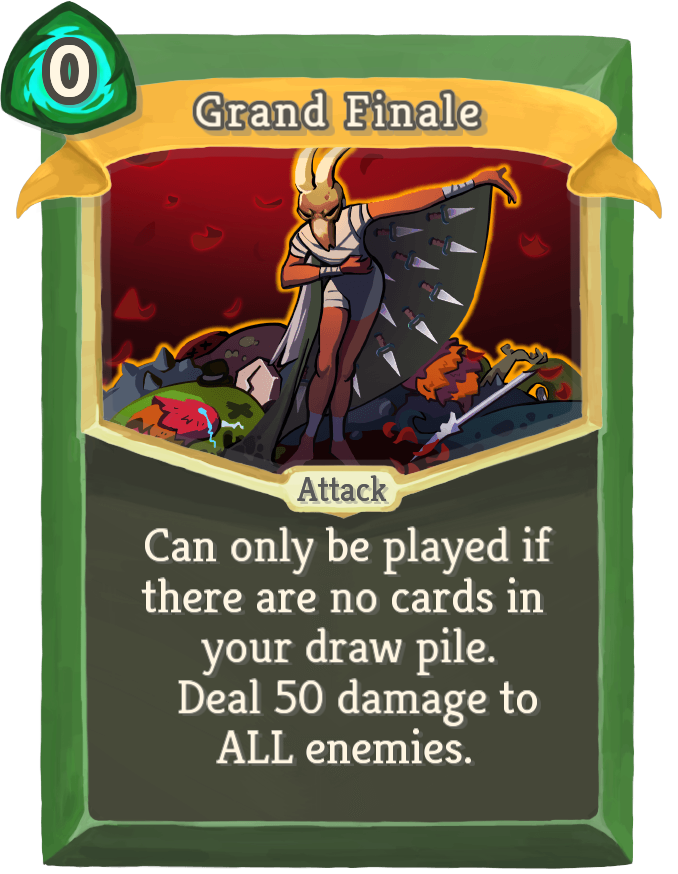 0
Grand Finale
Attack
Can only be played if
there are no cards in
your draw pile.
Deal 50 damage to
ALL enemies.